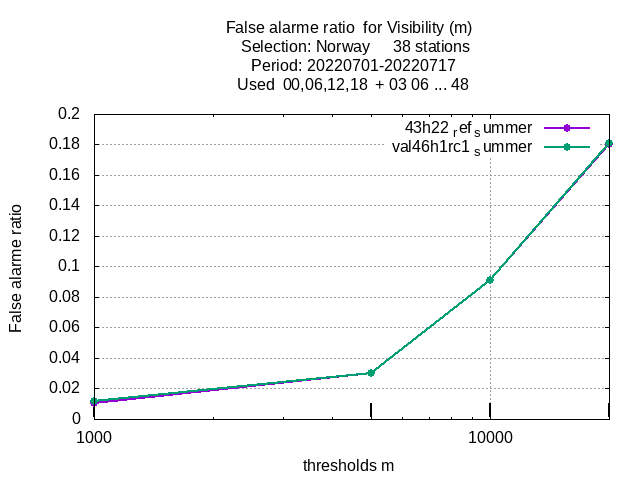 False alarme ratio  for Visibility (m)
Selection: Norway     38 stations
Period: 20220701-20220717
Used  00,06,12,18  + 03 06 ... 48
43h22 ref summer
val46h1rc1 summer
0.2
0.18
0.16
0.14
0.12
0.1
0.08
0.06
0.04
0.02
0
False alarme ratio
1000
10000
thresholds m